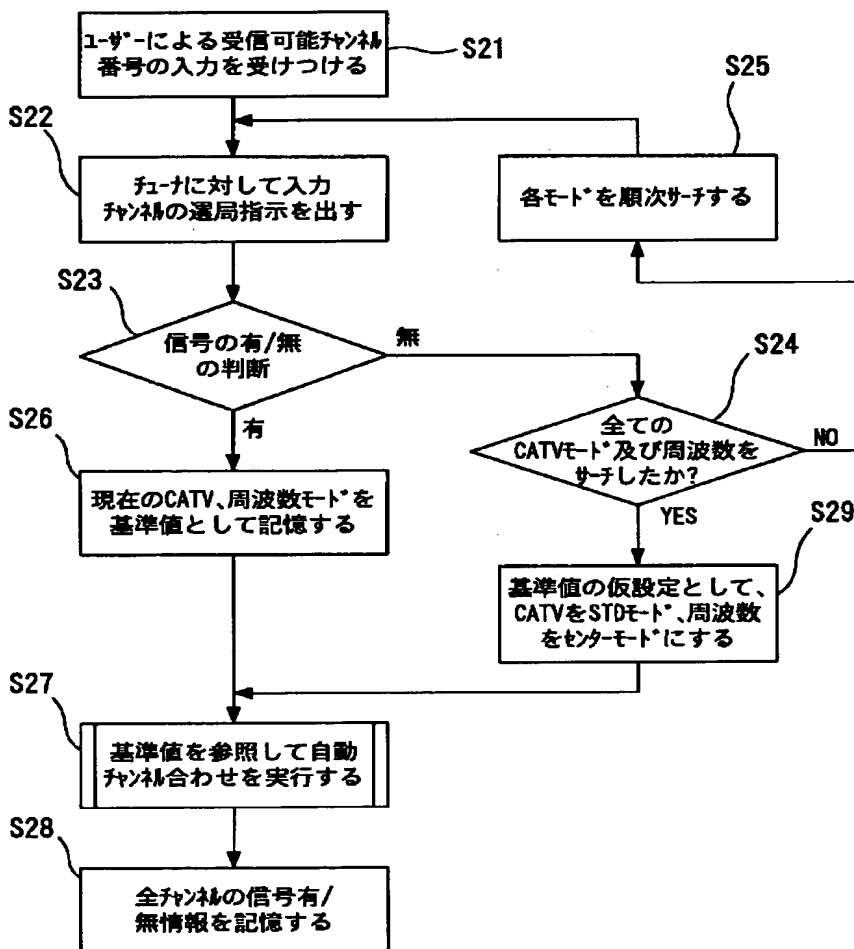 ユーザーによる受信可能チャンネル
番号の入力を受けつける
S21
S25
S22
チューナに対して入力
チャンネルの選局指示を出す
各モードを順次サーチする
S23
信号の有/無
の判断
無
S24
S26
有
全ての
CATVモード及び周波数を
サーチしたか?
NO
YES
現在のCATV、周波数モードを
基準値として記憶する
S29
基準値の仮設定として、
CATVをSTDモード、周波数
をセンターモードにする
S27
基準値を参照して自動
チャンネル合わせを実行する
S28
全チャンネルの信号有/
無情報を記憶する